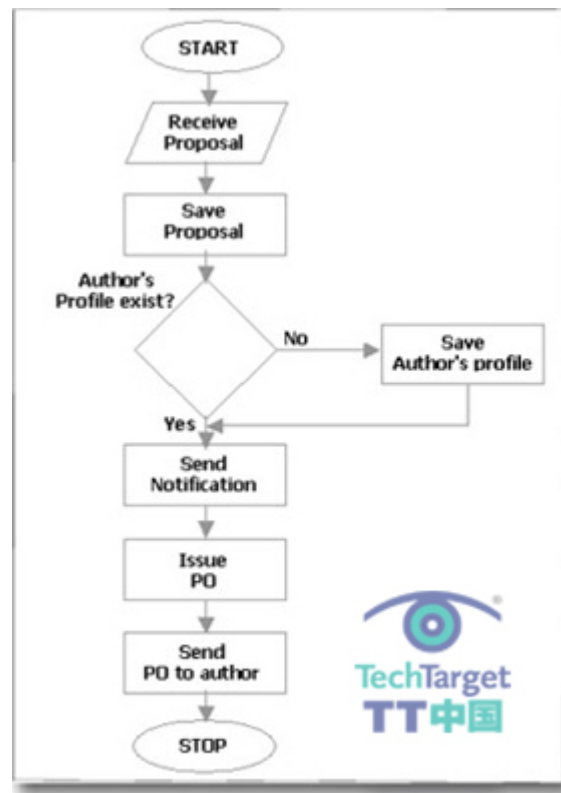 START
Receive
Proposal
Save
Proposal
Author's
Profile exist?
No
Save
Author's profile
Yes
Send
Notification
Issue
PO
Send
PO to author
STOP
®
TechTarget
TT中国